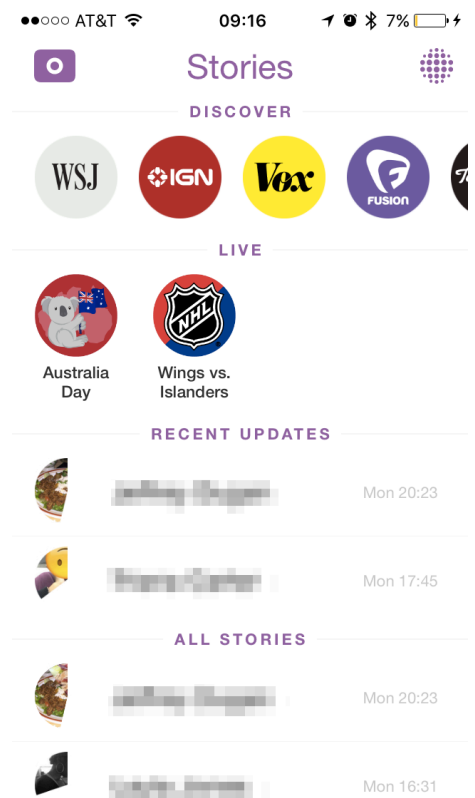 AT&T 09:16 7%
Stories
DISCOVER
WSJ IGN Vox FUSION
LIVE
NHL
Australia Day
Wings vs. Islanders
RECENT UPDATES
Mon 20:23
Mon 17:45
ALL STORIES
Mon 20:23
Mon 16:31